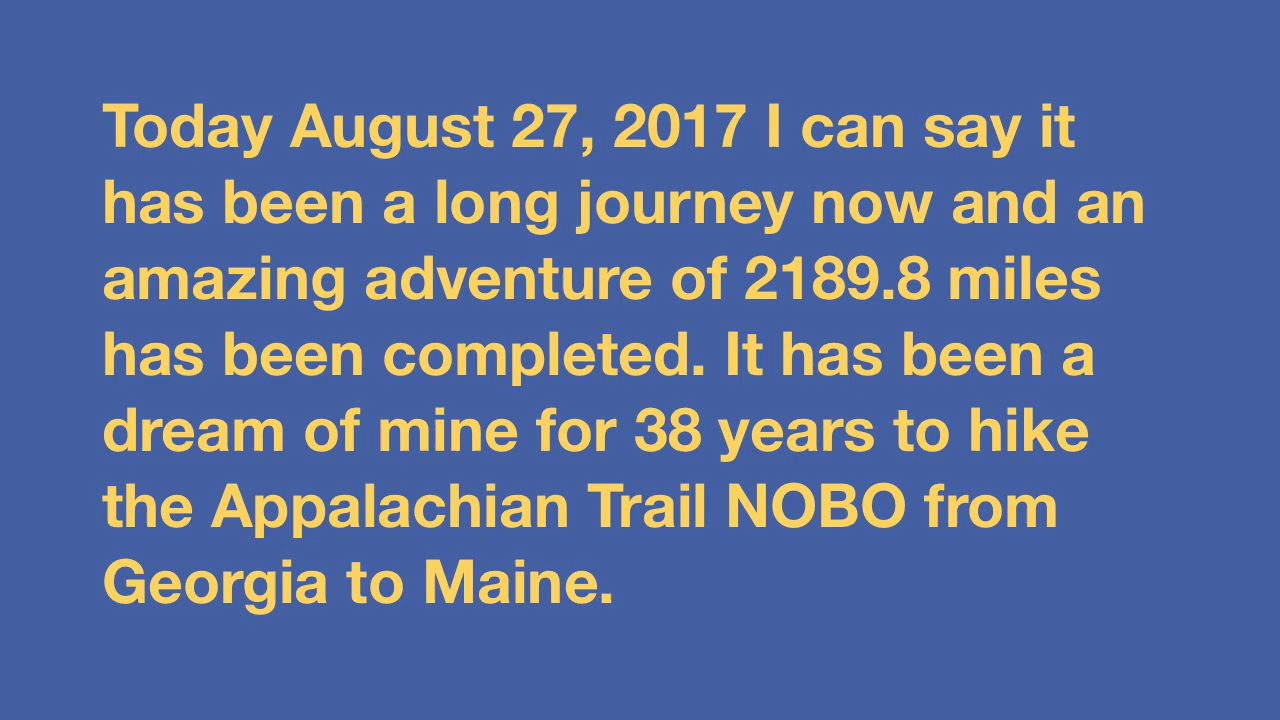 Today August 27, 2017 I can say it
has been a long journey now and an
amazing adventure of 2189.8 miles
has been completed. It has been a
dream of mine for 38 years to hike
the Appalachian Trail NOBO from
Georgia to Maine.